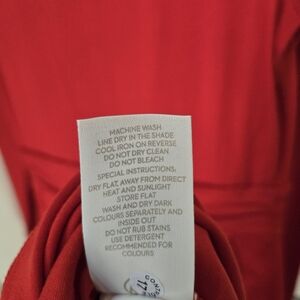 MACHINE WASH
LINE DRY IN THE SHADE
COOL IRON ON REVERSE
DO NOT DRY CLEAN
DO NOT BLEACH
SPECIAL INSTRUCTIONS:
DRY FLAT, AWAY FROM DIRECT
HEAT AND SUNLIGHT
STORE FLAT
WASH AND DRY DARK
COLOURS SEPARATELY AND
INSIDE OUT
DO NOT RUB STAINS
USE DETERGENT
RECOMMENDED FOR
COLOURS